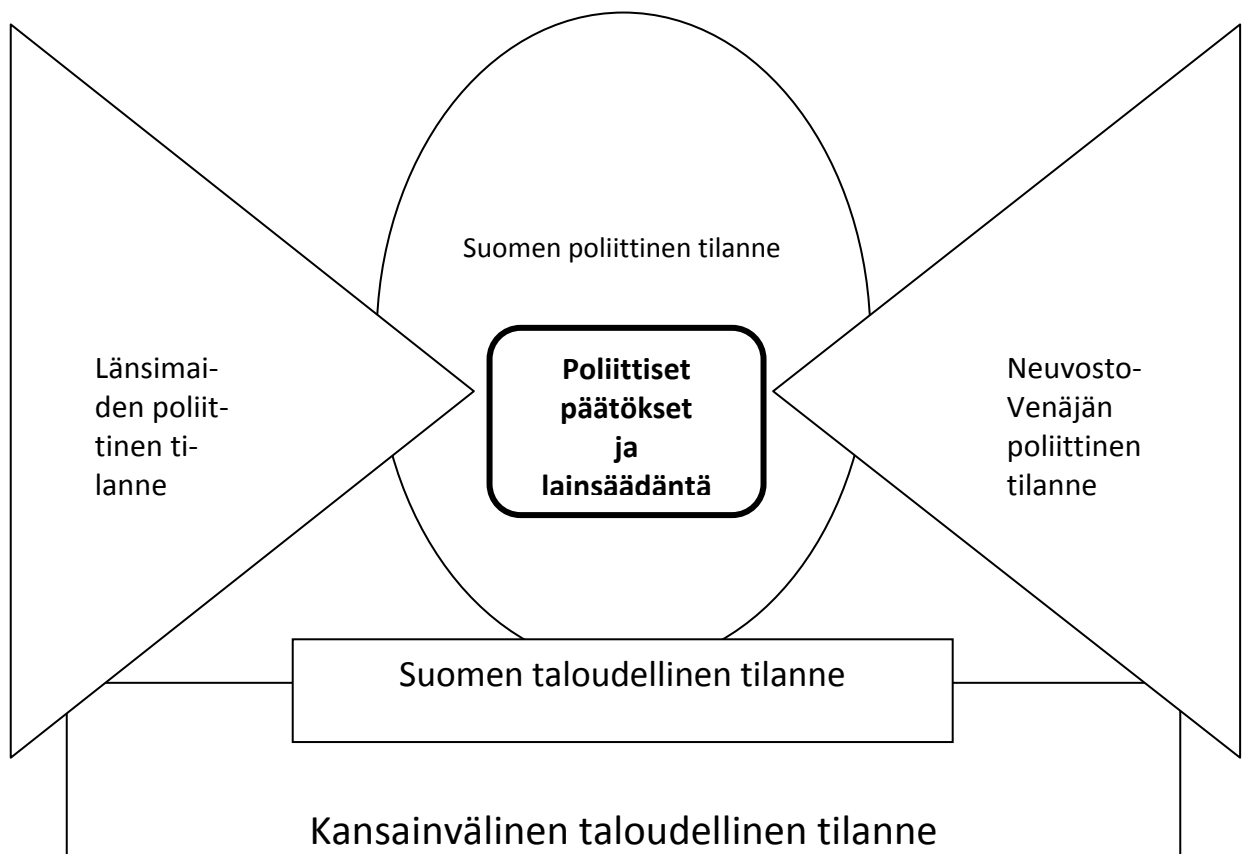 Suomen poliittinen tilanne
Länsimai-
den poliit-
tinen ti-
lanne
Poliittiset
päätökset
ja
lainsäädäntä
Neuvosto-
Venäjän
poliittinen
tilanne
Suomen taloudellinen tilanne
Kansainvälinen taloudellinen tilanne